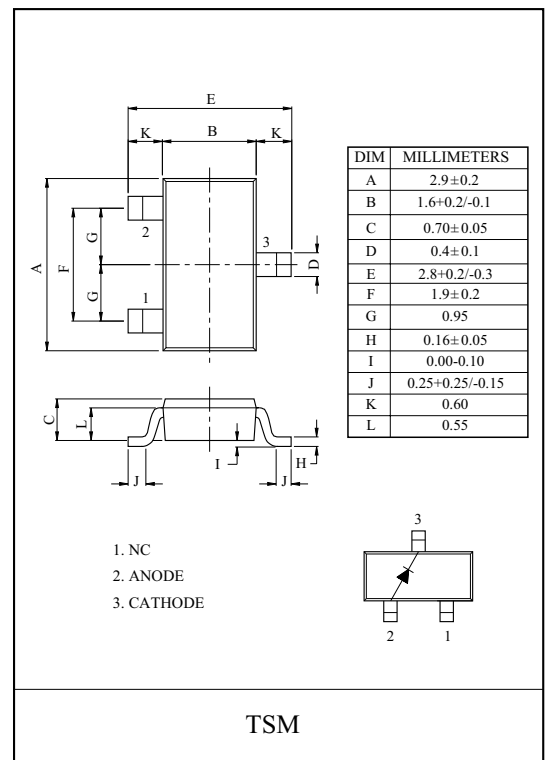 E
K B K
A
F
G
G
2
1
3
D
DIM MILLIMETERS
A 2.9±0.2
B 1.6+0.2/-0.1
C 0.70±0.05
D 0.4±0.1
E 2.8+0.2/-0.3
F 1.9±0.2
G 0.95
H 0.16±0.05
I 0.00-0.10
J 0.25+0.25/-0.15
K 0.60
L 0.55
C
L
J
I
H
J
1. NC
2. ANODE
3. CATHODE
3
2 1
TSM